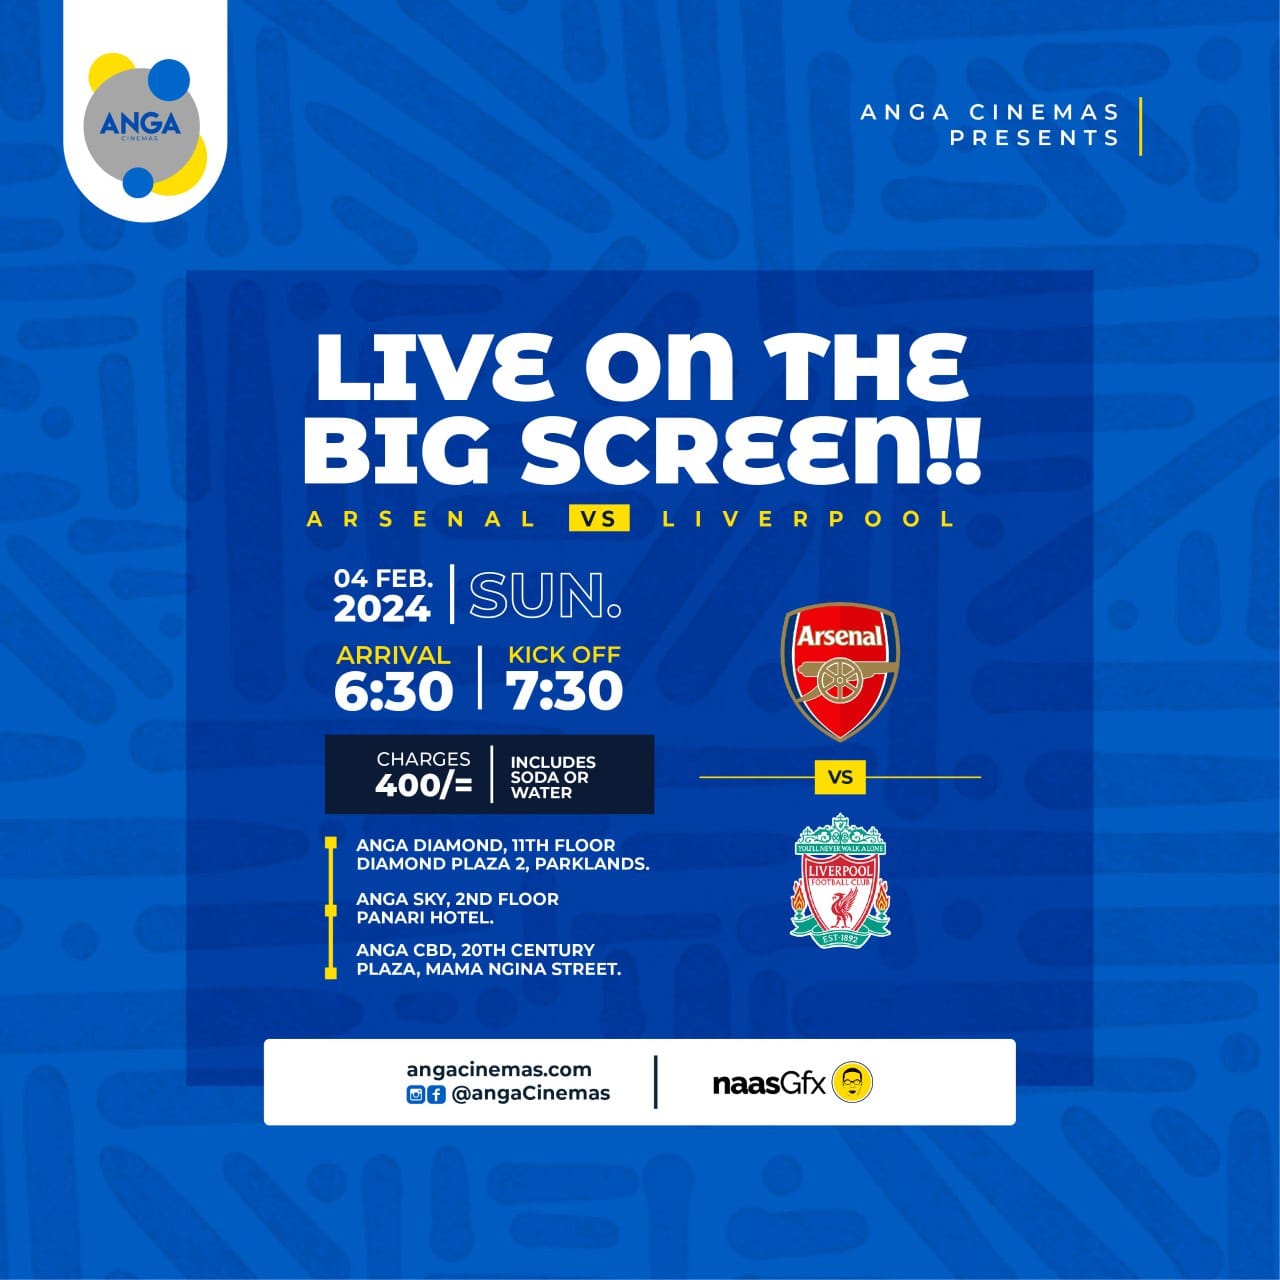 ANGA
CINEMAS
ANGA CINEMAS
PRESENTS
LIVE ON THE
BIG SCREEN!!
ARSENAL VS LIVERPOOL
04 FEB.
2024
SUN.
ARRIVAL
6:30
KICK OFF
7:30
CHARGES
400/=
INCLUDES
SODA OR
WATER
ANGA DIAMOND, 11TH FLOOR
DIAMOND PLAZA 2, PARKLANDS.
ANGA SKY, 2ND FLOOR
PANARI HOTEL.
ANGA CBD, 20TH CENTURY
PLAZA, MAMA NGINA STREET.
Arsenal
VS
YOU'LL NEVER WALK ALONE
LIVERPOOL
FOOTBALL CLUB
EST·1892
angacinemas.com
@angaCinemas
naasGfx